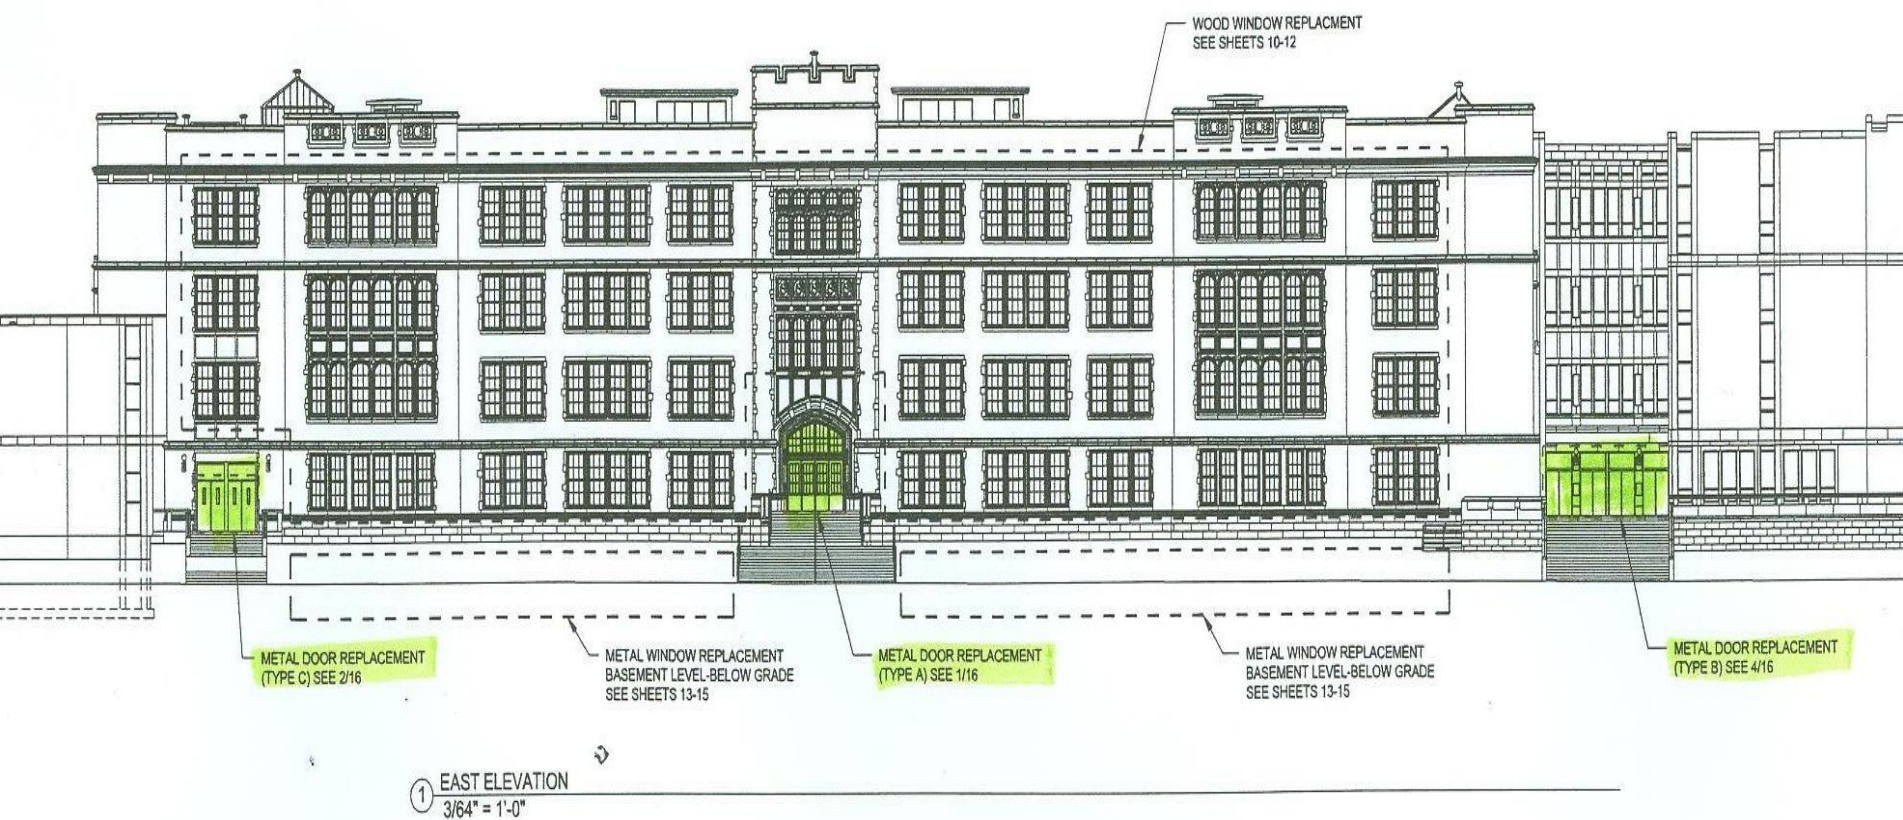 WOOD WINDOW REPLACMENT
SEE SHEETS 10-12
METAL DOOR REPLACEMENT
(TYPE C) SEE 2/16
METAL WINDOW REPLACEMENT
BASEMENT LEVEL-BELOW GRADE
SEE SHEETS 13-15
METAL DOOR REPLACEMENT
(TYPE A) SEE 1/16
METAL WINDOW REPLACEMENT
BASEMENT LEVEL-BELOW GRADE
SEE SHEETS 13-15
METAL DOOR REPLACEMENT
(TYPE B) SEE 4/16
1 EAST ELEVATION
3/64" = 1'-0"